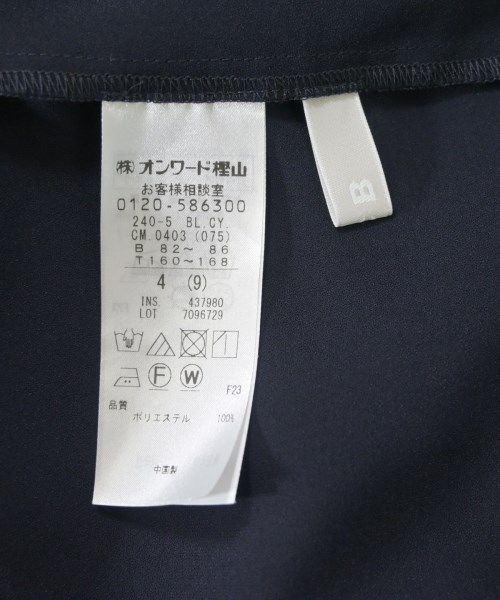 (株)オンワード樫山
お客様相談室
0120-586300
240-5 BL.CY.
CM.0403 (075)
B 82～ 86
T160～168)
4 (9)
INS. 437980
LOT 7096729
F W
F23
品質
ポリエステル 100%
中国製
B